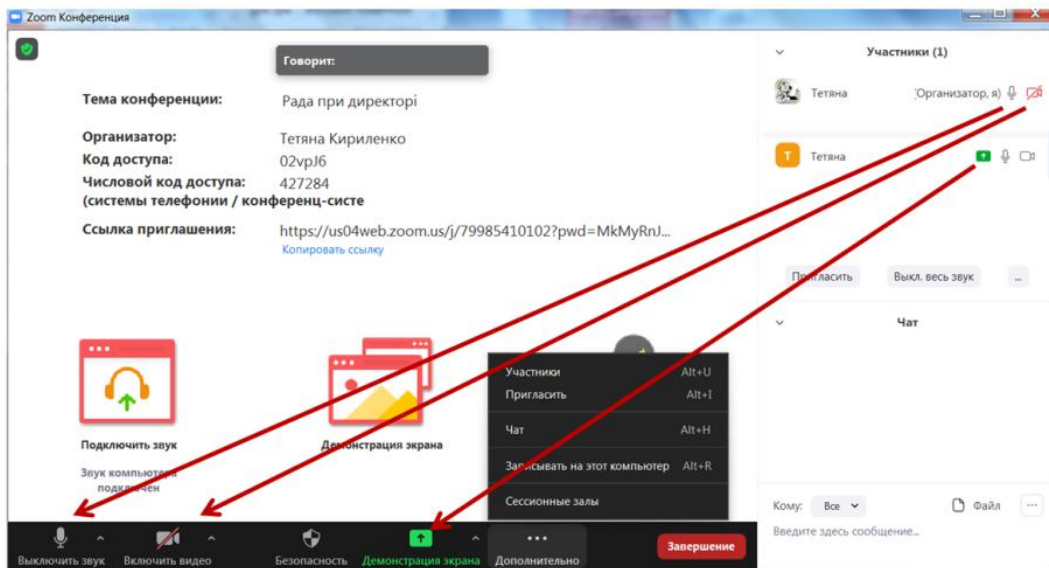 Zoom Конференция
Говорит:
Тема конференции: Рада при директорі
Организатор: Тетяна Кириленко
Код доступа: 02vpJ6
Числовой код доступа: 427284
(системы телефонии / конференц-систе
Ссылка приглашения: https://us04web.zoom.us/j/79985410102?pwd=MkMyRnJ...
Копировать ссылку
Подключить звук
Звук компьютера
подключен
Демонстрация экрана
Участники Alt+U
Пригласить Alt+I
Чат Alt+H
Записывать на этот компьютер Alt+R
Сессионные залы
Выключить звук
Включить видео
Безопасность
Демонстрация экрана
Дополнительно
Завершение
Участники (1)
Тетяна Организатор, я)
Т Тетяна
Пригласить
Выкл. весь звук
...
Чат
Кому: Все
Файл
Введите здесь сообщение...